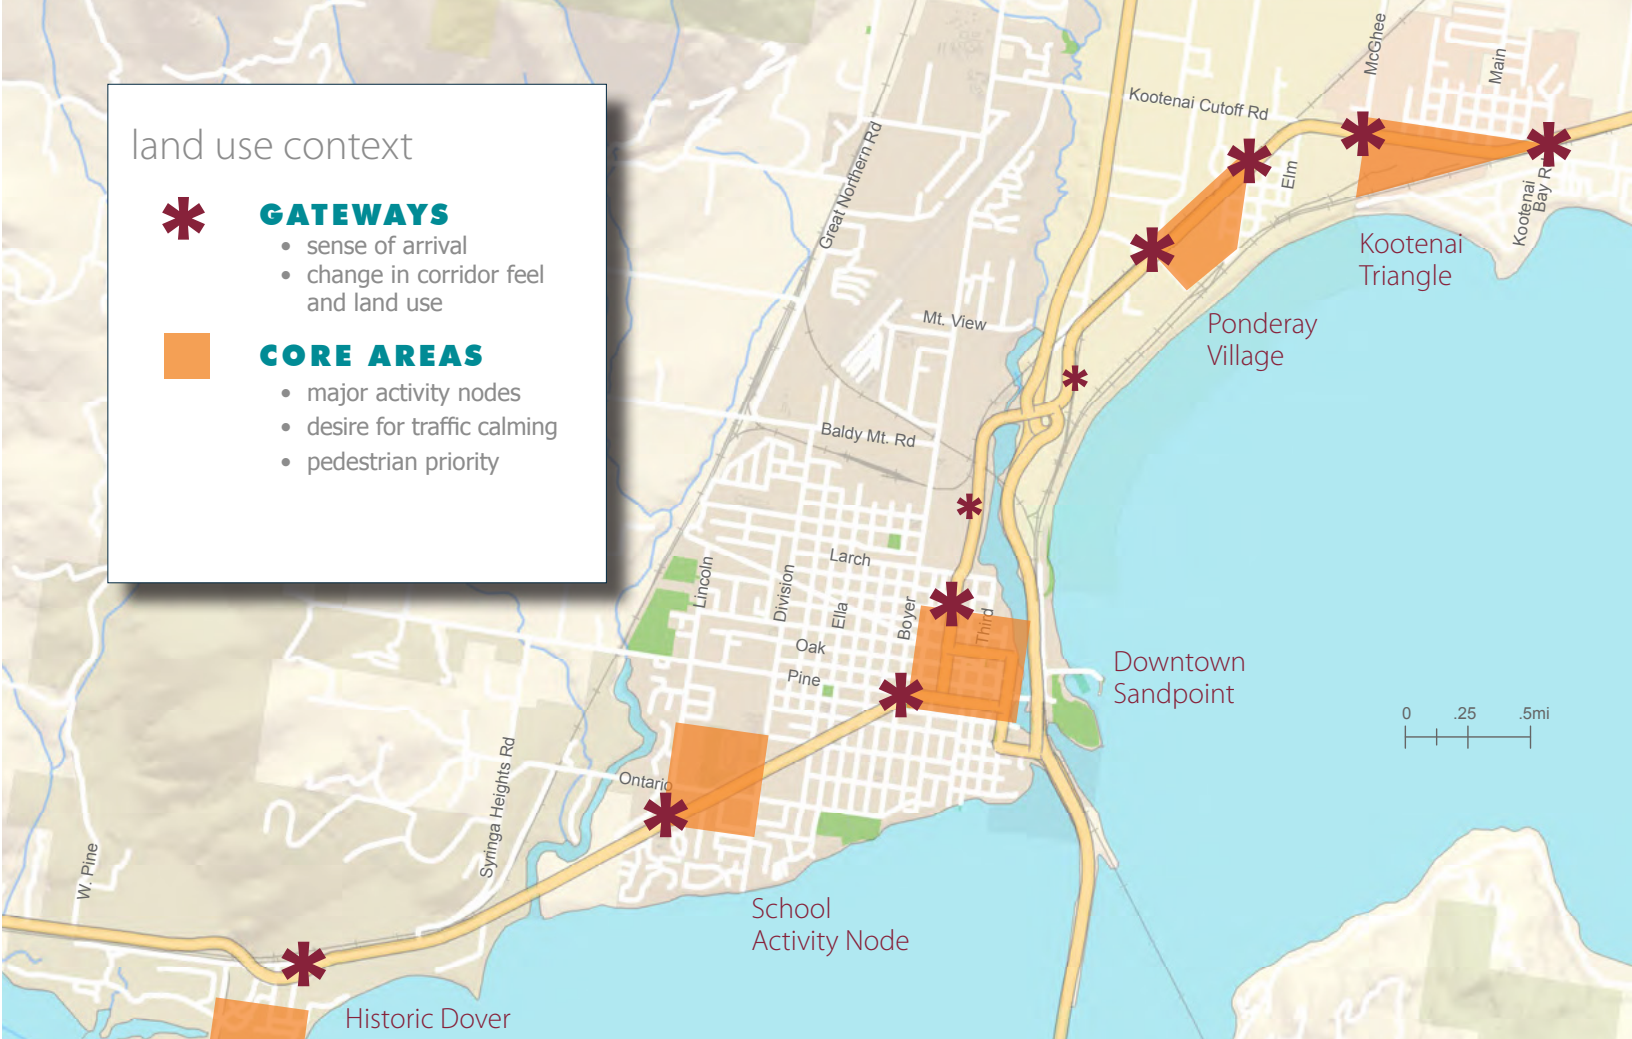 land use context
GATEWAYS
• sense of arrival
• change in corridor feel
and land use
CORE AREAS
• major activity nodes
• desire for traffic calming
• pedestrian priority
McGhee
Main
Kootenai Cutoff Rd
Great Northern Rd
Elm
Kootenai
Bay Rd
Kootenai
Triangle
Mt. View
Ponderay
Village
Baldy Mt. Rd
Larch
Lincoln
Division
Ella
Boyer
Third
Oak
Pine
Downtown
Sandpoint
0 .25 .5mi
Ontario
Syringa Heights Rd
W. Pine
School
Activity Node
Historic Dover